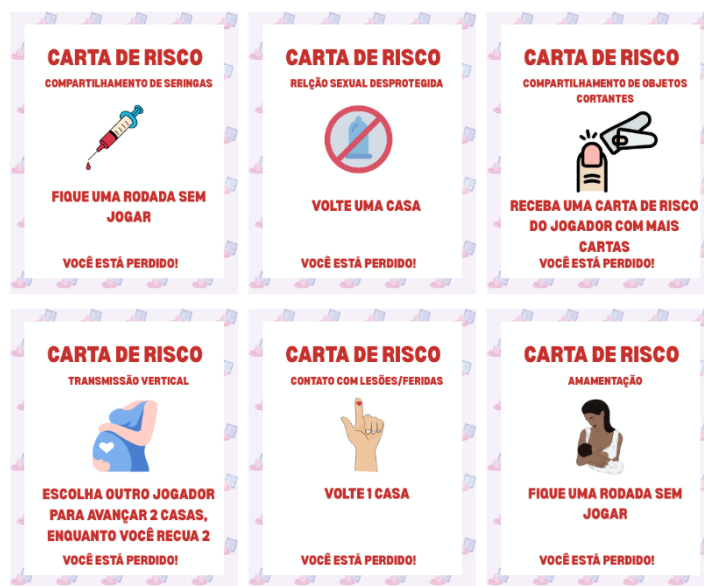 CARTA DE RISCO
COMPARTILHAMENTO DE SERINGAS
FIQUE UMA RODADA SEM
JOGAR
VOCÊ ESTÁ PERDIDO!
CARTA DE RISCO
RELÇÃO SEXUAL DESPROTEGIDA
VOLTE UMA CASA
VOCÊ ESTÁ PERDIDO!
CARTA DE RISCO
COMPARTILHAMENTO DE OBJETOS
CORTANTES
RECEBA UMA CARTA DE RISCO
DO JOGADOR COM MAIS
CARTAS
VOCÊ ESTÁ PERDIDO!
CARTA DE RISCO
TRANSMISSÃO VERTICAL
ESCOLHA OUTRO JOGADOR
PARA AVANÇAR 2 CASAS,
ENQUANTO VOCÊ RECUA 2
VOCÊ ESTÁ PERDIDO!
CARTA DE RISCO
CONTATO COM LESÕES/FERIDAS
VOLTE 1 CASA
VOCÊ ESTÁ PERDIDO!
CARTA DE RISCO
AMAMENTAÇÃO
FIQUE UMA RODADA SEM
JOGAR
VOCÊ ESTÁ PERDIDO!